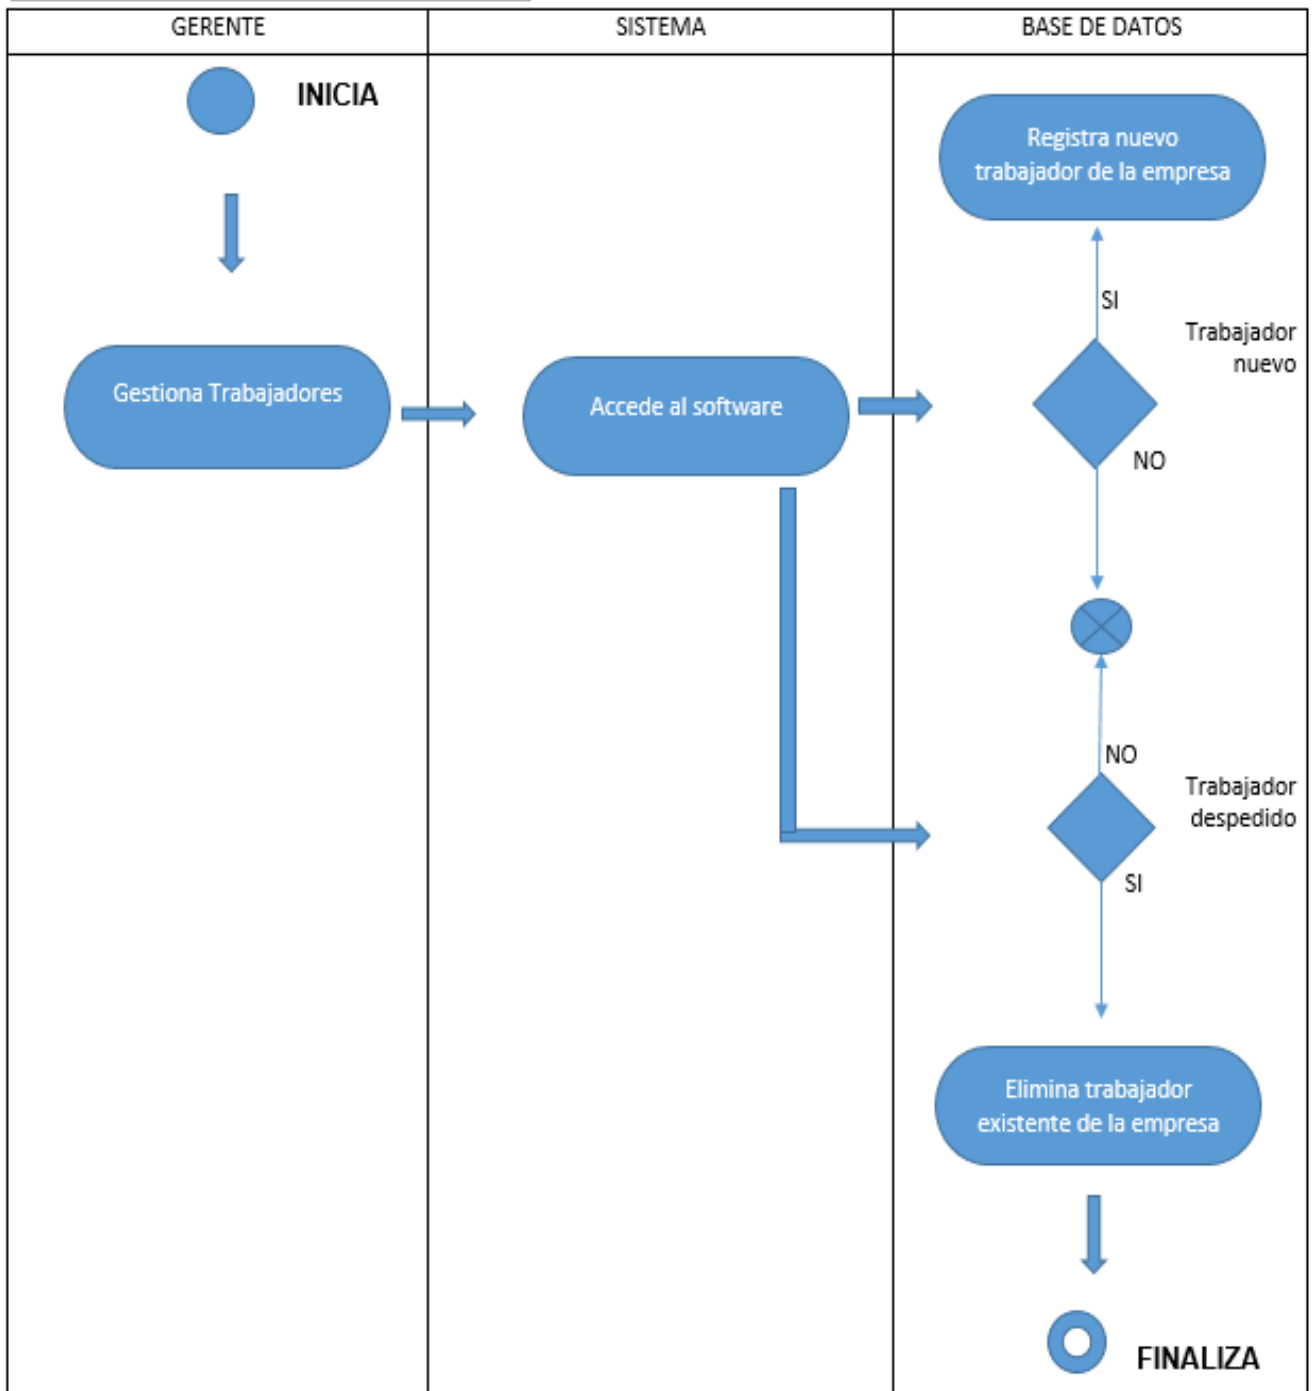 GERENTE
SISTEMA
BASE DE DATOS
INICIA
Registra nuevo
trabajador de la empresa
SI
Trabajador
nuevo
Gestiona Trabajadores
Accede al software
NO
NO
Trabajador
despedido
SI
Elimina trabajador
existente de la empresa
FINALIZA